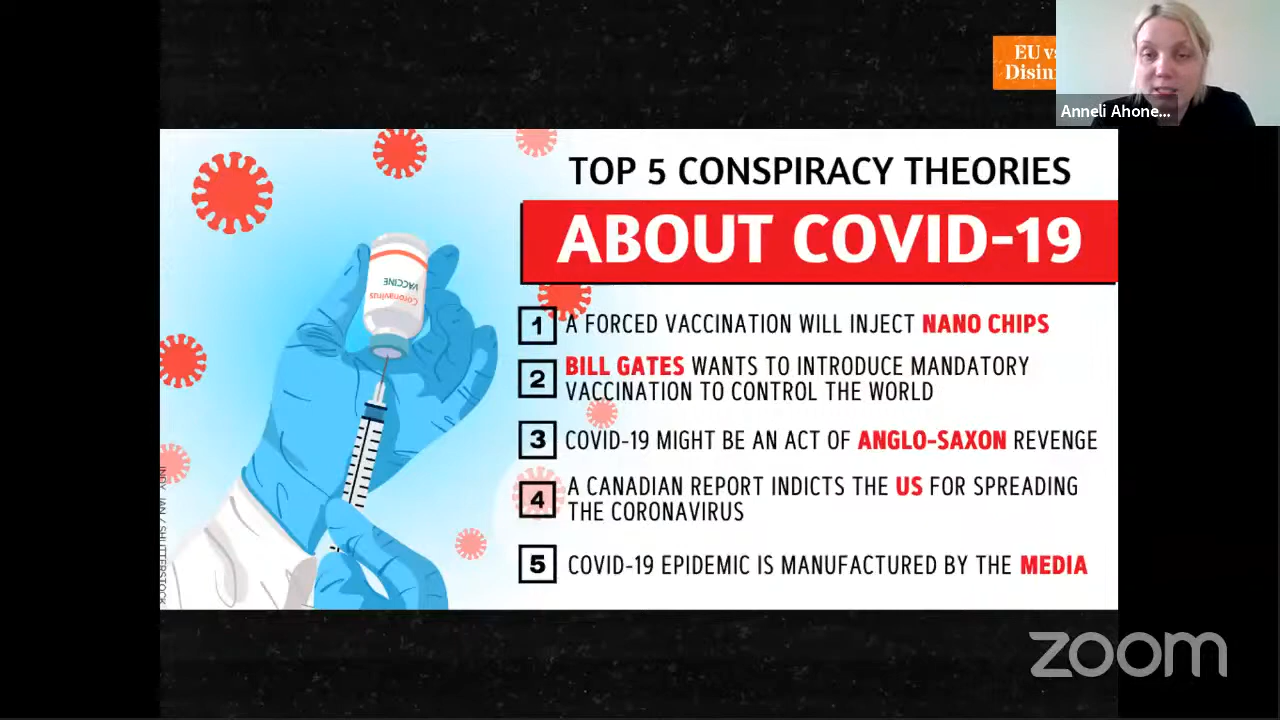 EU vs
Disin
Anneli Ahone...
TOP 5 CONSPIRACY THEORIES
ABOUT COVID-19
Coronavirus
VACCINE
1 A FORCED VACCINATION WILL INJECT NANO CHIPS
2 BILL GATES WANTS TO INTRODUCE MANDATORY
VACCINATION TO CONTROL THE WORLD
3 COVID-19 MIGHT BE AN ACT OF ANGLO-SAXON REVENGE
4 A CANADIAN REPORT INDICTS THE US FOR SPREADING
THE CORONAVIRUS
5 COVID-19 EPIDEMIC IS MANUFACTURED BY THE MEDIA
IAN / SHUTTERSTOCK
zoom